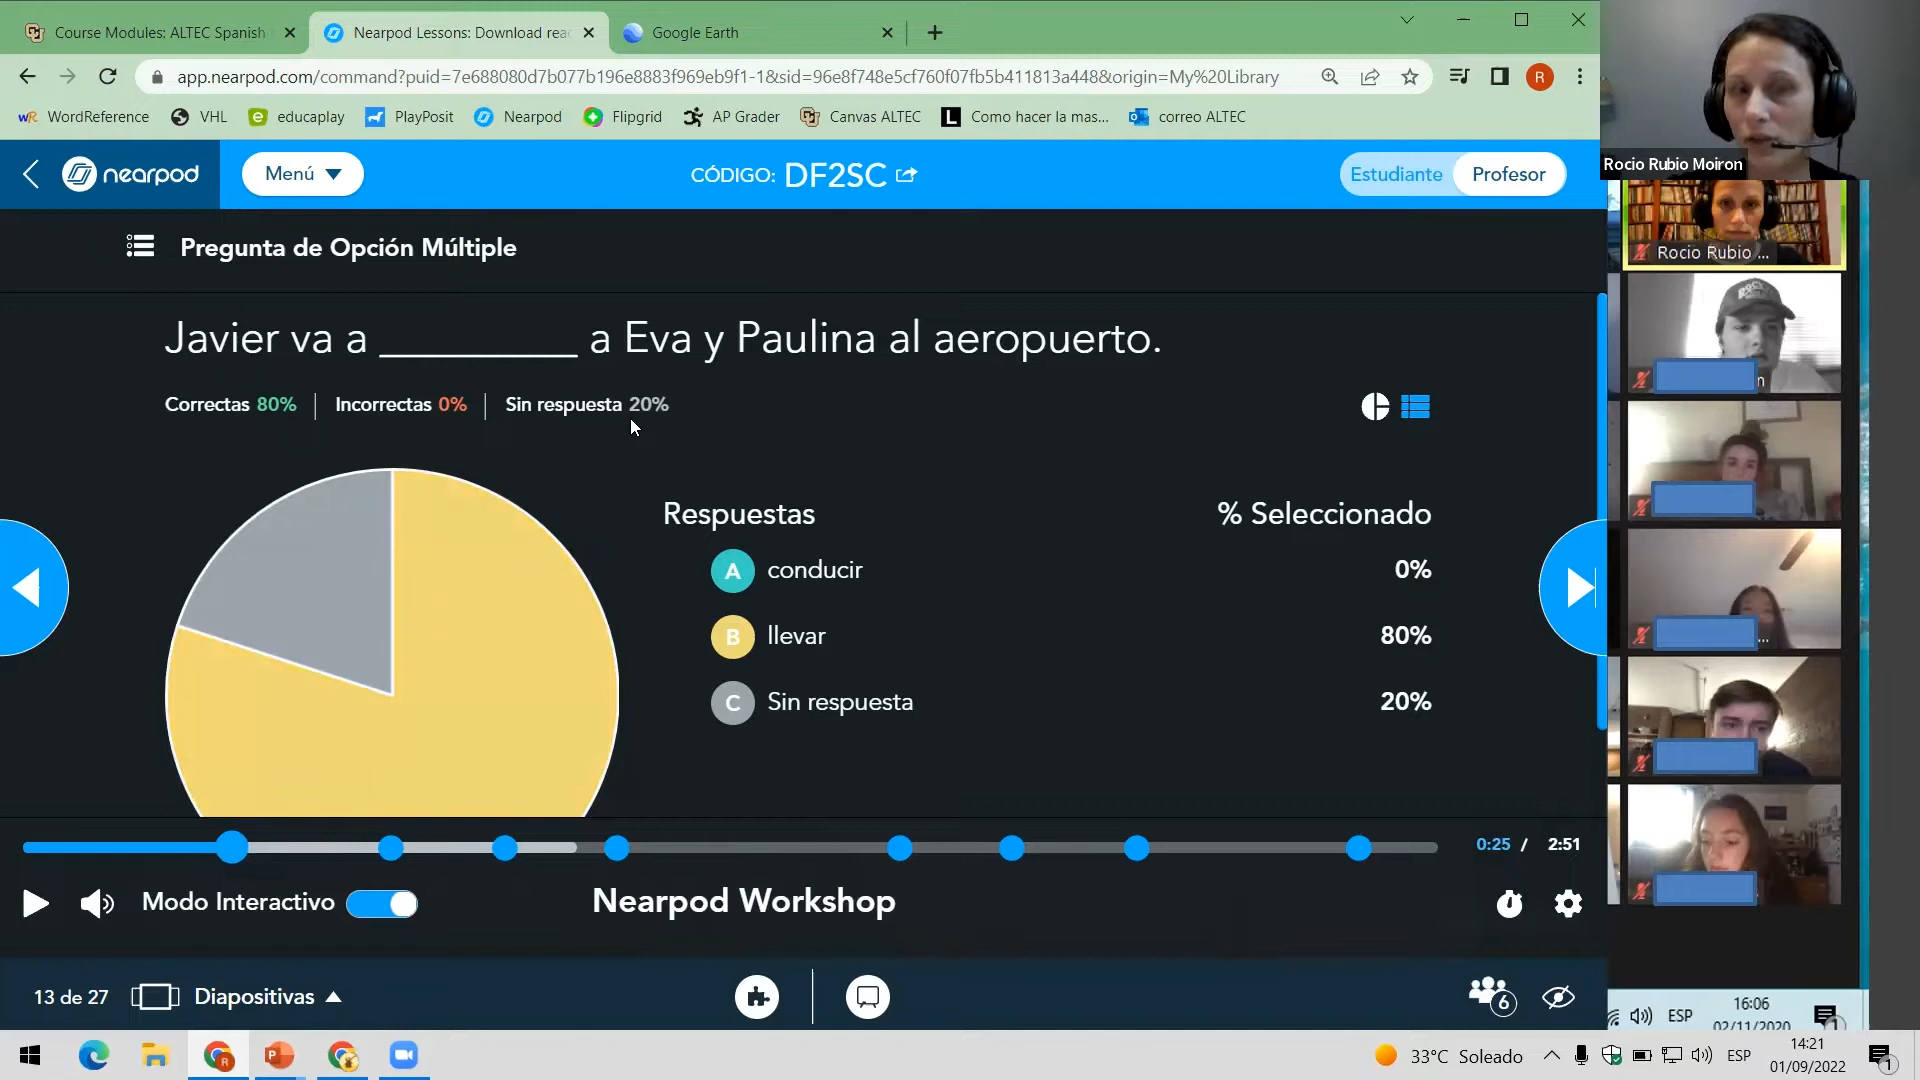 Course Modules: ALTEC Spanish
Nearpod Lessons: Download rea
Google Earth
app.nearpod.com/command?puid=7e688080d7b077b196e8883f969eb9f1-1&sid=96e8f748e5cf760f07fb5b411813a448&origin=My%20Library
R
WordReference
VHL
educaplay
PlayPosit
Nearpod
Flipgrid
AP Grader
Canvas ALTEC
Como hacer la mas...
correo ALTEC
nearpod
Menú
CÓDIGO: DF2SC
Estudiante
Profesor
Rocio Rubio Moiron
Rocio Rubio ...
Pregunta de Opción Múltiple
Javier va a __________ a Eva y Paulina al aeropuerto.
Correctas 80%
Incorrectas 0%
Sin respuesta 20%
Respuestas
% Seleccionado
A conducir 0%
B llevar 80%
C Sin respuesta 20%
0:25 / 2:51
Modo Interactivo
Nearpod Workshop
13 de 27
Diapositivas
6
ESP
16:06
02/11/2020
33°C Soleado
ESP
14:21
01/09/2022
1